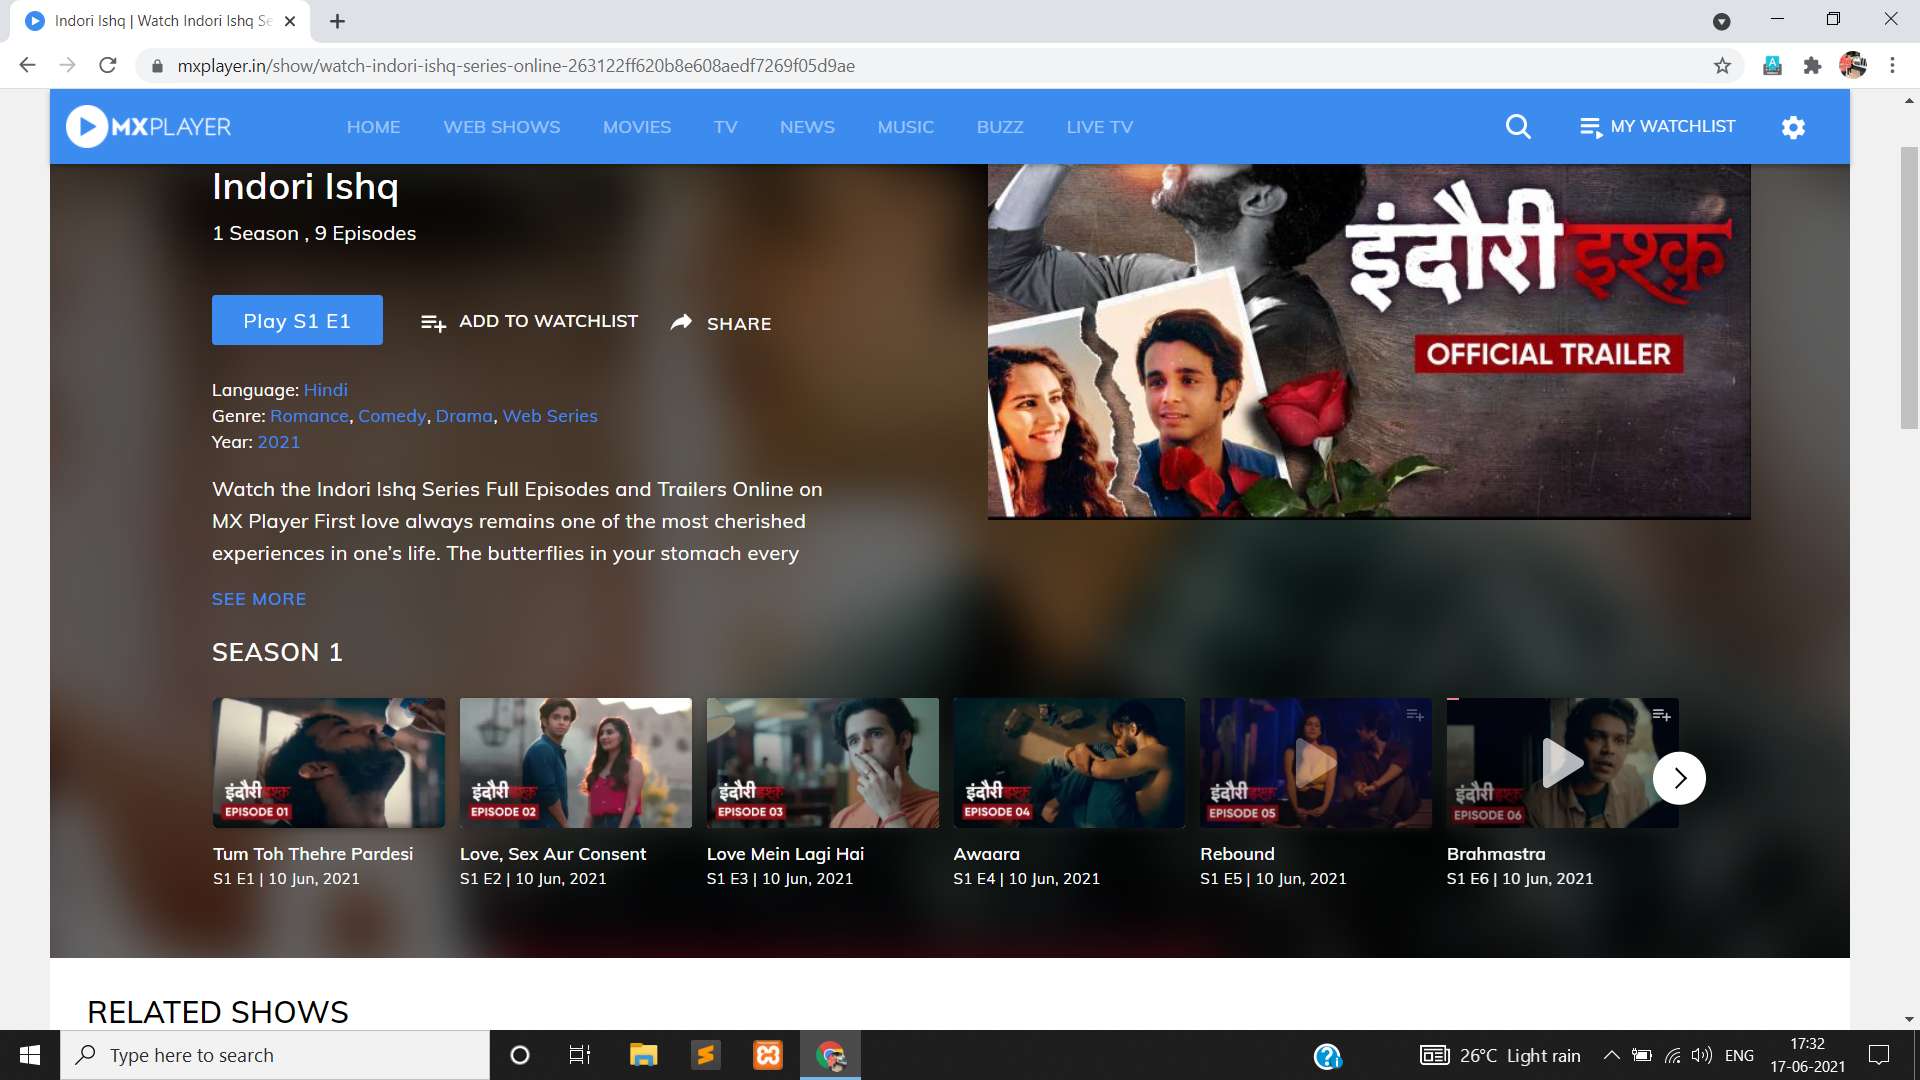 Indori Ishq | Watch Indori Ishq Se
mxplayer.in/show/watch-indori-ishq-series-online-263122ff620b8e608aedf7269f05d9ae
MXPLAYER
HOME
WEB SHOWS
MOVIES
TV
NEWS
MUSIC
BUZZ
LIVE TV
MY WATCHLIST
Indori Ishq
1 Season , 9 Episodes
Play S1 E1
ADD TO WATCHLIST
SHARE
Language: Hindi
Genre: Romance, Comedy, Drama, Web Series
Year: 2021
Watch the Indori Ishq Series Full Episodes and Trailers Online on
MX Player First love always remains one of the most cherished
experiences in one's life. The butterflies in your stomach every
SEE MORE
इंदौरी इश्क़
OFFICIAL TRAILER
SEASON 1
इंदौरी इश्क़
EPISODE 01
Tum Toh Thehre Pardesi
S1 E1 | 10 Jun, 2021
इंदौरी इश्क़
EPISODE 02
Love, Sex Aur Consent
S1 E2 | 10 Jun, 2021
इंदौरी इश्क़
EPISODE 03
Love Mein Lagi Hai
S1 E3 | 10 Jun, 2021
इंदौरी इश्क़
EPISODE 04
Awaara
S1 E4 | 10 Jun, 2021
इंदौरी इश्क़
EPISODE 05
Rebound
S1 E5 | 10 Jun, 2021
इंदौरी इश्क़
EPISODE 06
Brahmastra
S1 E6 | 10 Jun, 2021
RELATED SHOWS
Type here to search
26°C Light rain
ENG
17:32
17-06-2021